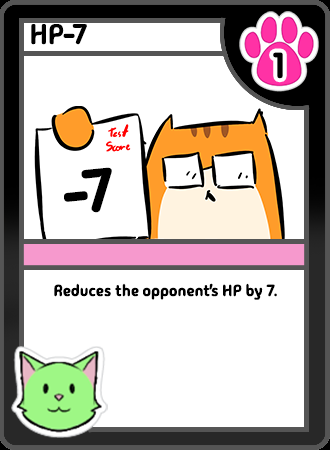 HP-7
1
Test
Score
-7
Reduces the opponent's HP by 7.